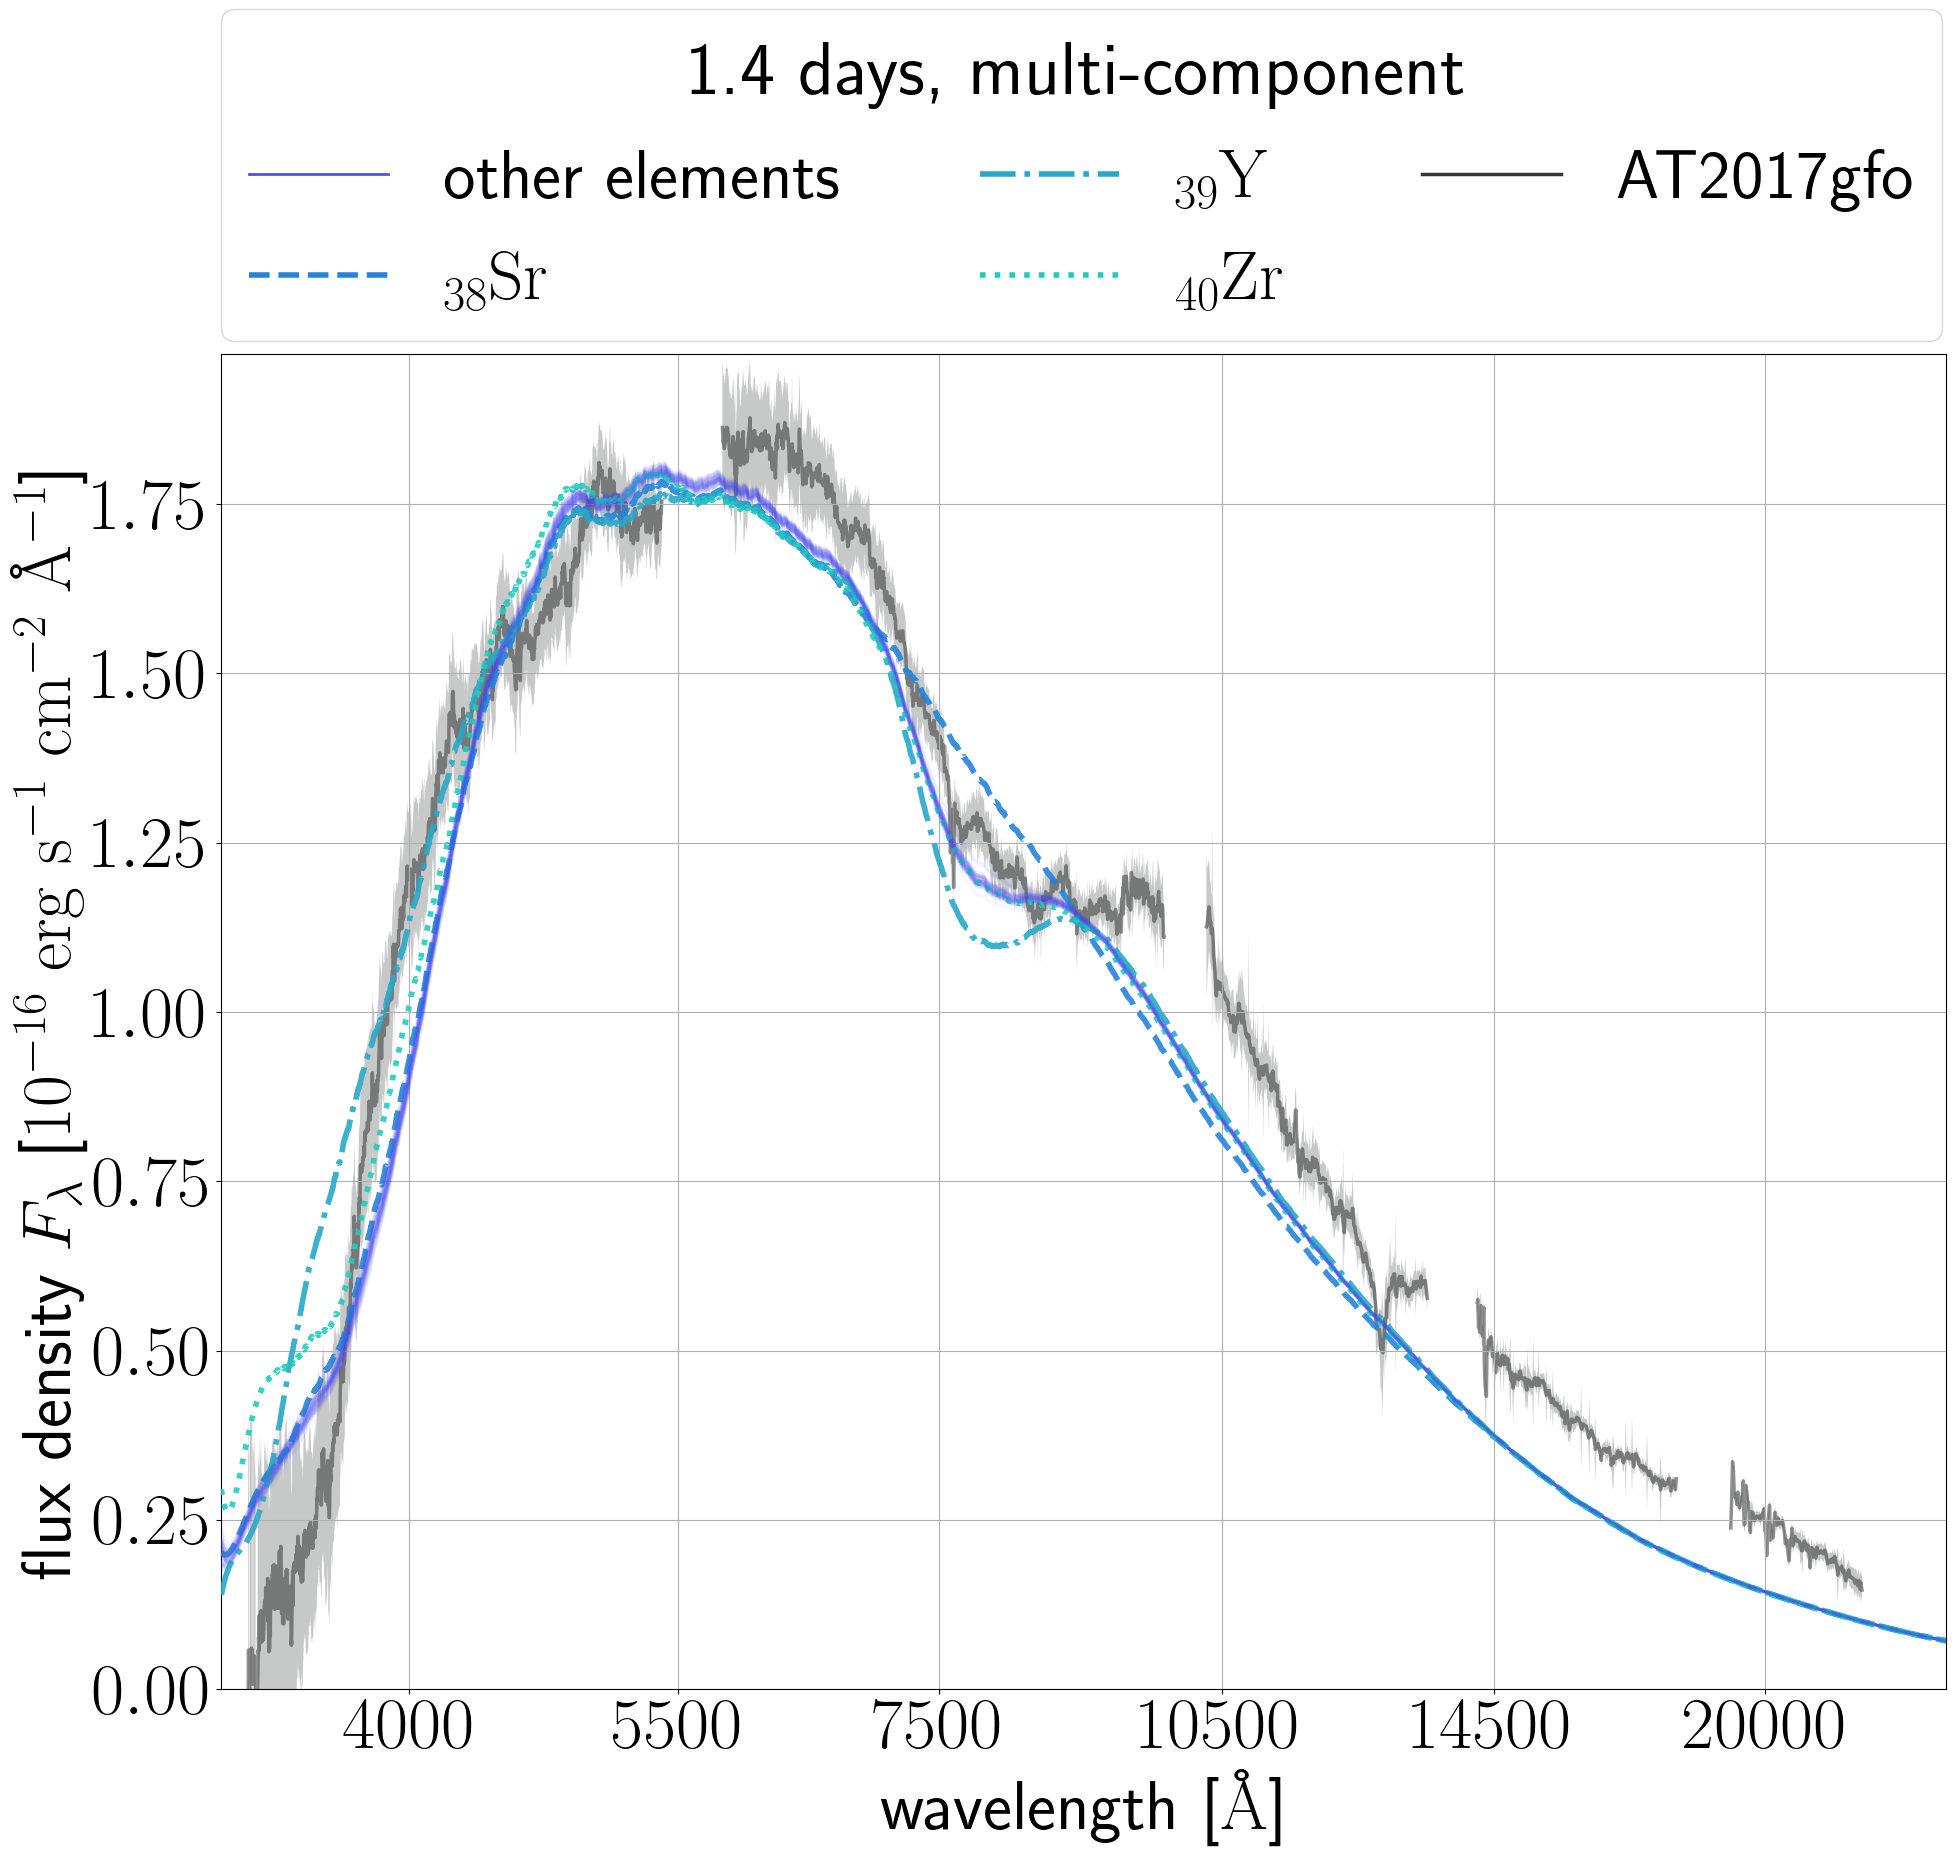 1.4 days, multi-component
other elements
₃₈Sr
₃₉Y
₄₀Zr
AT2017gfo
flux density F_λ [10⁻¹⁶ erg s⁻¹ cm⁻² Å⁻¹]
1.75
1.50
1.25
1.00
0.75
0.50
0.25
0.00
4000 5500 7500 10500 14500 20000
wavelength [Å]